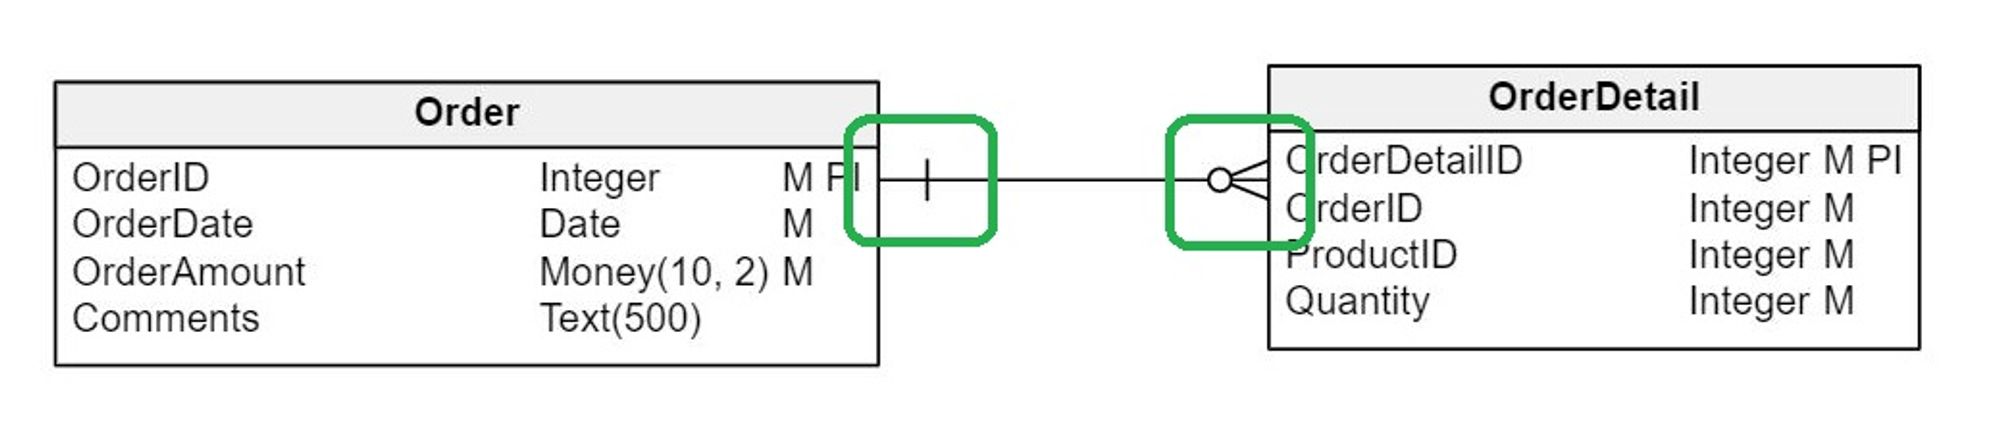 Order
OrderID Integer M PI
OrderDate Date M
OrderAmount Money(10, 2) M
Comments Text(500)
OrderDetail
OrderDetailID Integer M PI
OrderID Integer M
ProductID Integer M
Quantity Integer M